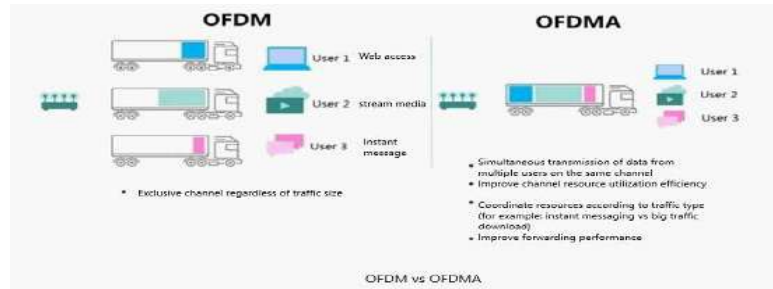 OFDM
User 1 Web access
User 2 stream media
User 3 Instant
message
• Exclusive channel regardless of traffic size
OFDMA
User 1
User 2
User 3
• Simultaneous transmission of data from
multiple users on the same channel
• Improve channel resource utilization efficiency
• Coordinate resources according to traffic type
(for example: instant messaging vs big traffic
download)
• Improve forwarding performance
OFDM vs OFDMA